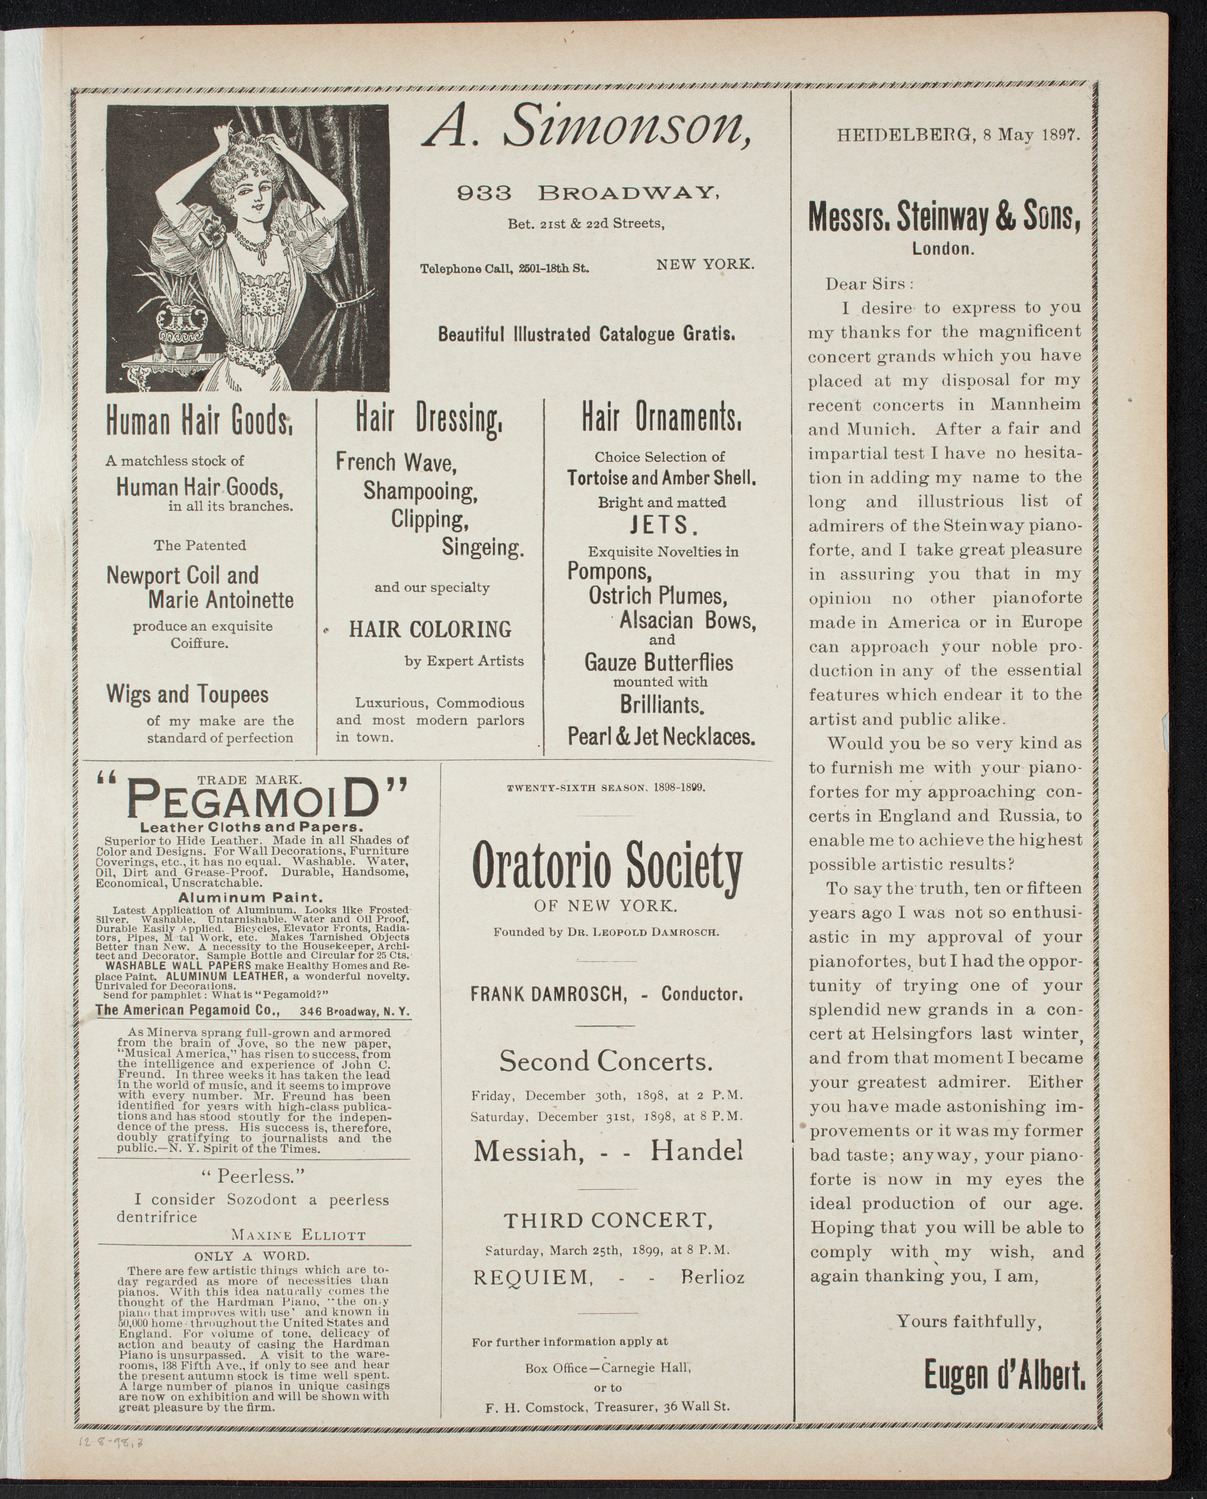 A. Simonson,
933 BROADWAY,
Bet. 21st & 22d Streets,
Telephone Call, 2501-18th St.
NEW YORK.
Beautiful Illustrated Catalogue Gratis.
Human Hair Goods,
A matchless stock of
Human Hair Goods,
in all its branches.
The Patented
Newport Coil and
Marie Antoinette
produce an exquisite
Coiffure.
Wigs and Toupees
of my make are the
standard of perfection
Hair Dressing,
French Wave,
Shampooing,
Clipping,
Singeing.
and our specialty
HAIR COLORING
by Expert Artists
Luxurious, Commodious
and most modern parlors
in town.
Hair Ornaments,
Choice Selection of
Tortoise and Amber Shell,
Bright and matted
JETS.
Exquisite Novelties in
Pompons,
Ostrich Plumes,
Alsacian Bows,
and
Gauze Butterflies
mounted with
Brilliants.
Pearl & Jet Necklaces.
TRADE MARK.
"PEGAMOID"
Leather Cloths and Papers.
Superior to Hide Leather. Made in all Shades of
Color and Designs. For Wall Decorations, Furniture
Coverings, etc., it has no equal. Washable. Water,
Oil, Dirt and Grease-Proof. Durable, Handsome,
Economical, Unscratchable.
Aluminum Paint.
Latest Application of Aluminum. Looks like Frosted
Silver. Washable. Untarnishable. Water and Oil Proof,
Durable Easily Applied. Bicycles, Elevator Fronts, Radia-
tors, Pipes, M tal Work, etc. Makes Tarnished Objects
Better than New. A necessity to the Housekeeper, Archi-
tect and Decorator. Sample Bottle and Circular for 25 Cts.
WASHABLE WALL PAPERS make Healthy Homes and Re-
place Paint. ALUMINUM LEATHER, a wonderful novelty.
Unrivaled for Decorations.
Send for pamphlet: What is "Pegamoid?"
The American Pegamoid Co., 346 Broadway, N. Y.
As Minerva sprang full-grown and armored
from the brain of Jove, so the new paper,
"Musical America," has risen to success, from
the intelligence and experience of John C.
Freund. In three weeks it has taken the lead
in the world of music, and it seems to improve
with every number. Mr. Freund has been
identified for years with high-class publica-
tions and has stood stoutly for the indepen-
dence of the press. His success is, therefore,
doubly gratifying to journalists and the
public.—N. Y. Spirit of the Times.
"Peerless."
I consider Sozodont a peerless
dentrifrice
MAXINE ELLIOTT
ONLY A WORD.
There are few artistic things which are to-
day regarded as more of necessities than
pianos. With this idea naturally comes the
thought of the Hardman Piano, "the on'y
piano that improves with use' and known in
50,000 home throughout the United States and
England. For volume of tone, delicacy of
action and beauty of casing the Hardman
Piano is unsurpassed. A visit to the ware-
rooms, 138 Fifth Ave., if only to see and hear
the present autumn stock is time well spent.
A large number of pianos in unique casings
are now on exhibition and will be shown with
great pleasure by the firm.
TWENTY-SIXTH SEASON, 1898-1899.
Oratorio Society
OF NEW YORK.
Founded by DR. LEOPOLD DAMROSCH.
FRANK DAMROSCH, - Conductor.
Second Concerts.
Friday, December 30th, 1898, at 2 P.M.
Saturday, December 31st, 1898, at 8 P.M.
Messiah, - - Handel
THIRD CONCERT,
Saturday, March 25th, 1899, at 8 P.M.
REQUIEM, - - Berlioz
For further information apply at
Box Office—Carnegie Hall,
or to
F. H. Comstock, Treasurer, 36 Wall St.
HEIDELBERG, 8 May 1897.
Messrs. Steinway & Sons,
London.
Dear Sirs:
I desire to express to you
my thanks for the magnificent
concert grands which you have
placed at my disposal for my
recent concerts in Mannheim
and Munich. After a fair and
impartial test I have no hesita-
tion in adding my name to the
long and illustrious list of
admirers of the Steinway piano-
forte, and I take great pleasure
in assuring you that in my
opinion no other pianoforte
made in America or in Europe
can approach your noble pro-
duction in any of the essential
features which endear it to the
artist and public alike.
Would you be so very kind as
to furnish me with your piano-
fortes for my approaching con-
certs in England and Russia, to
enable me to achieve the highest
possible artistic results?
To say the truth, ten or fifteen
years ago I was not so enthusi-
astic in my approval of your
pianofortes, but I had the oppor-
tunity of trying one of your
splendid new grands in a con-
cert at Helsingfors last winter,
and from that moment I became
your greatest admirer. Either
you have made astonishing im-
provements or it was my former
bad taste; anyway, your piano-
forte is now in my eyes the
ideal production of our age.
Hoping that you will be able to
comply with my wish, and
again thanking you, I am,
Yours faithfully,
Eugen d'Albert.
12-8-98,3